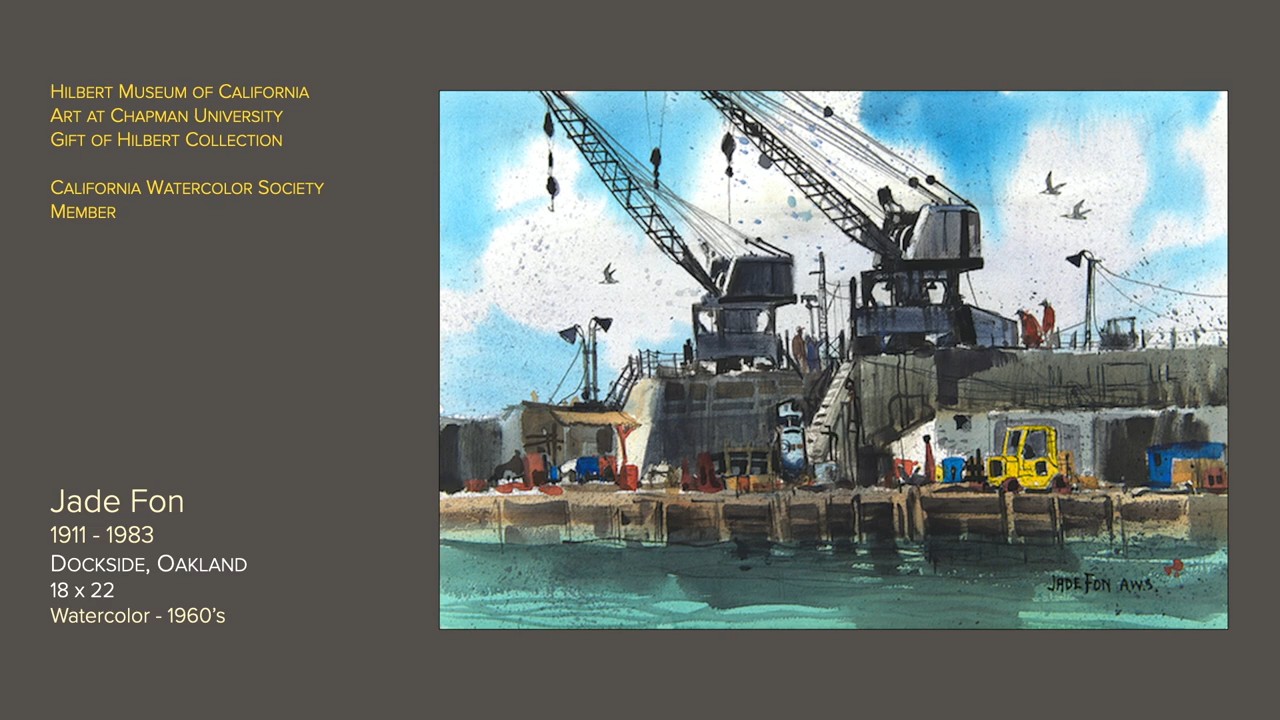 Hilbert Museum of California
Art at Chapman University
Gift of Hilbert Collection
California Watercolor Society
Member
Jade Fon
1911 - 1983
Dockside, Oakland
18 x 22
Watercolor - 1960’s
JADE FON A.W.S.